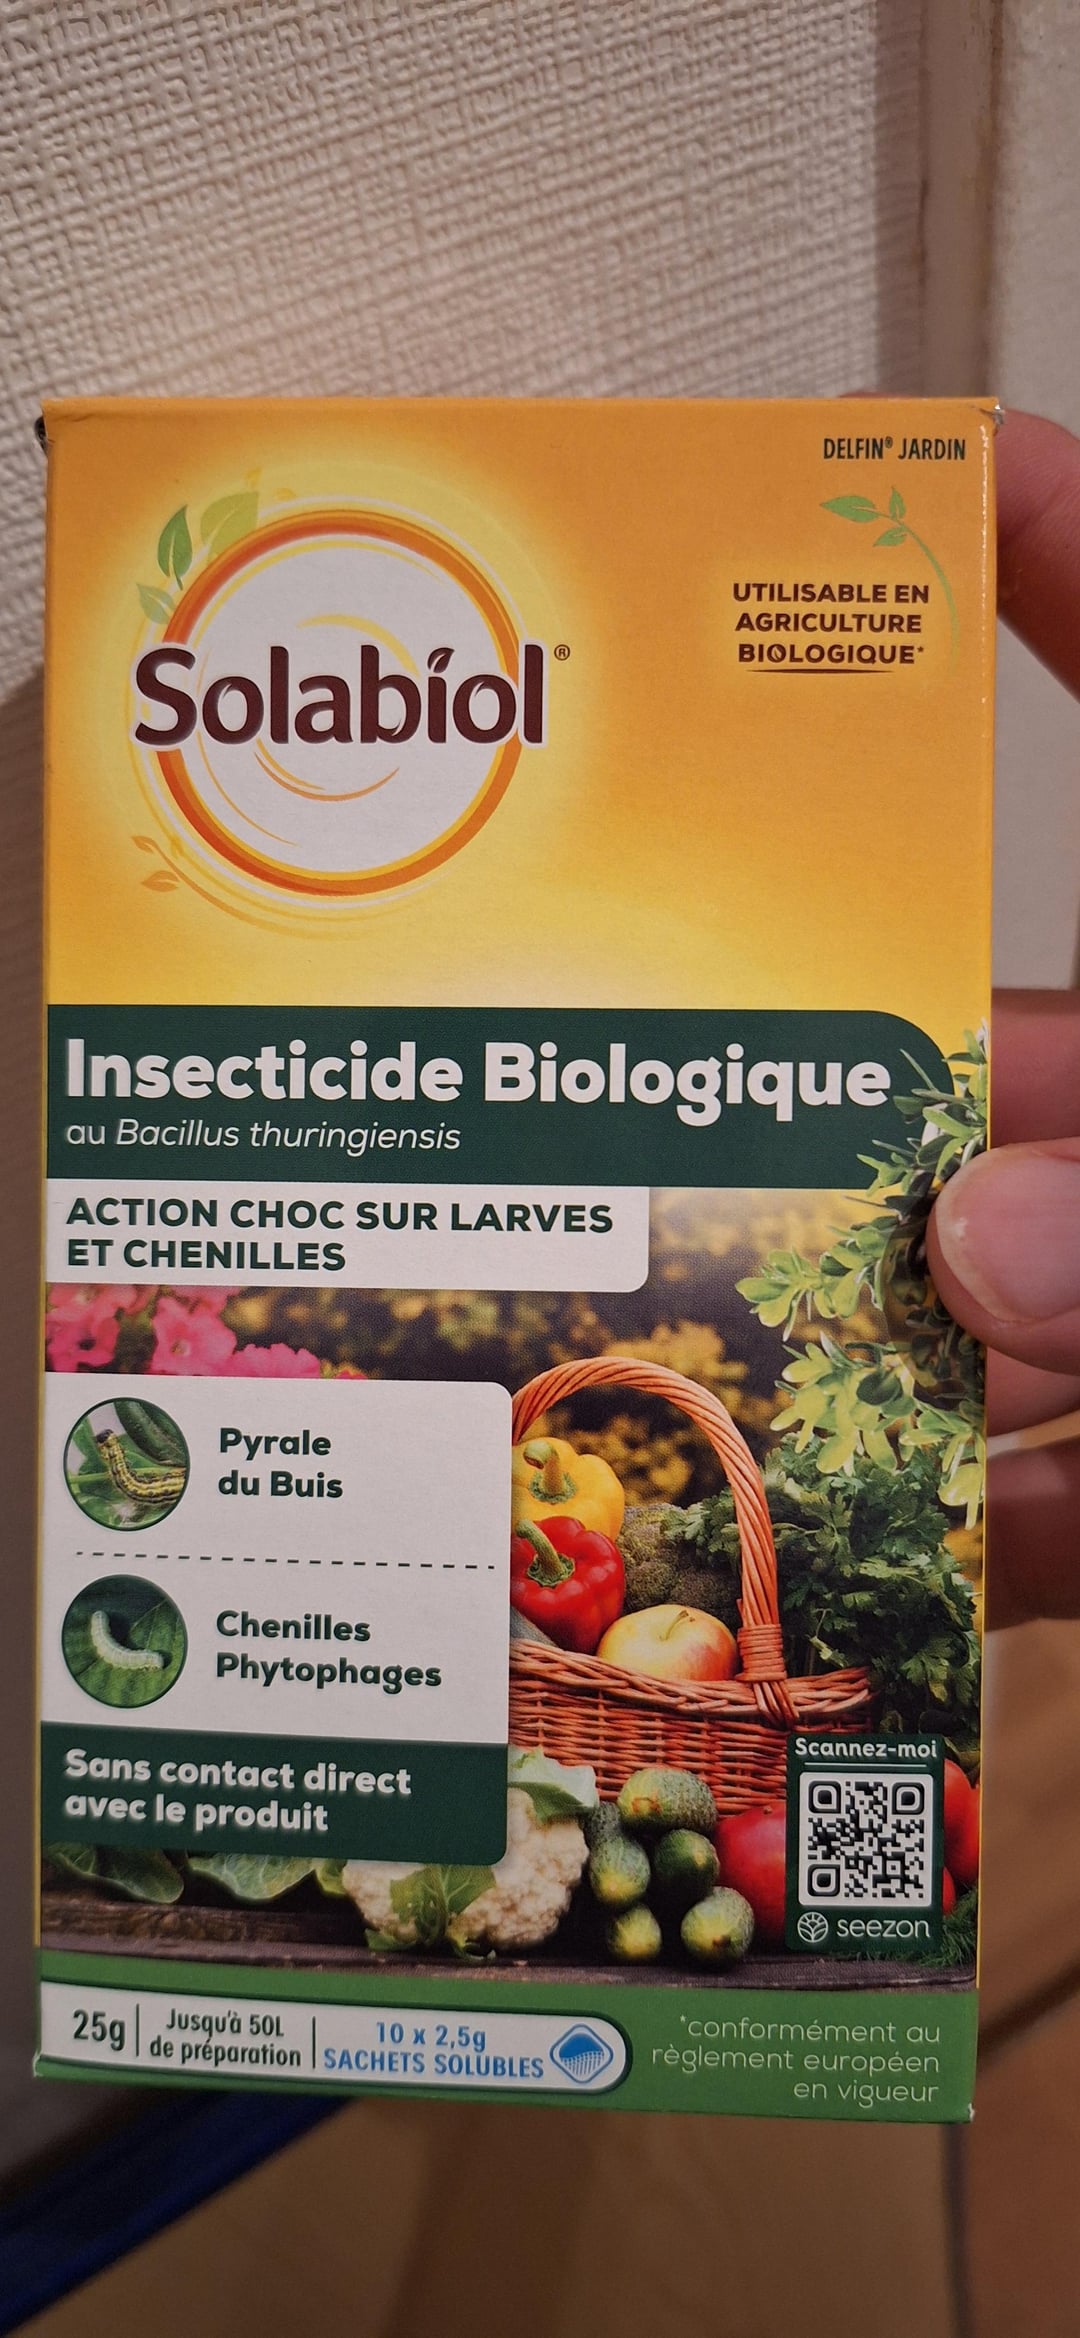 DELFIN® JARDIN
UTILISABLE EN
AGRICULTURE
BIOLOGIQUE*
Solabiol®
Insecticide Biologique
au Bacillus thuringiensis
ACTION CHOC SUR LARVES
ET CHENILLES
Pyrale
du Buis
Chenilles
Phytophages
Sans contact direct
avec le produit
Scannez-moi
seezon
25g
Jusqu'à 50L
de préparation
10 x 2,5g
SACHETS SOLUBLES
*conformément au
règlement européen
en vigueur